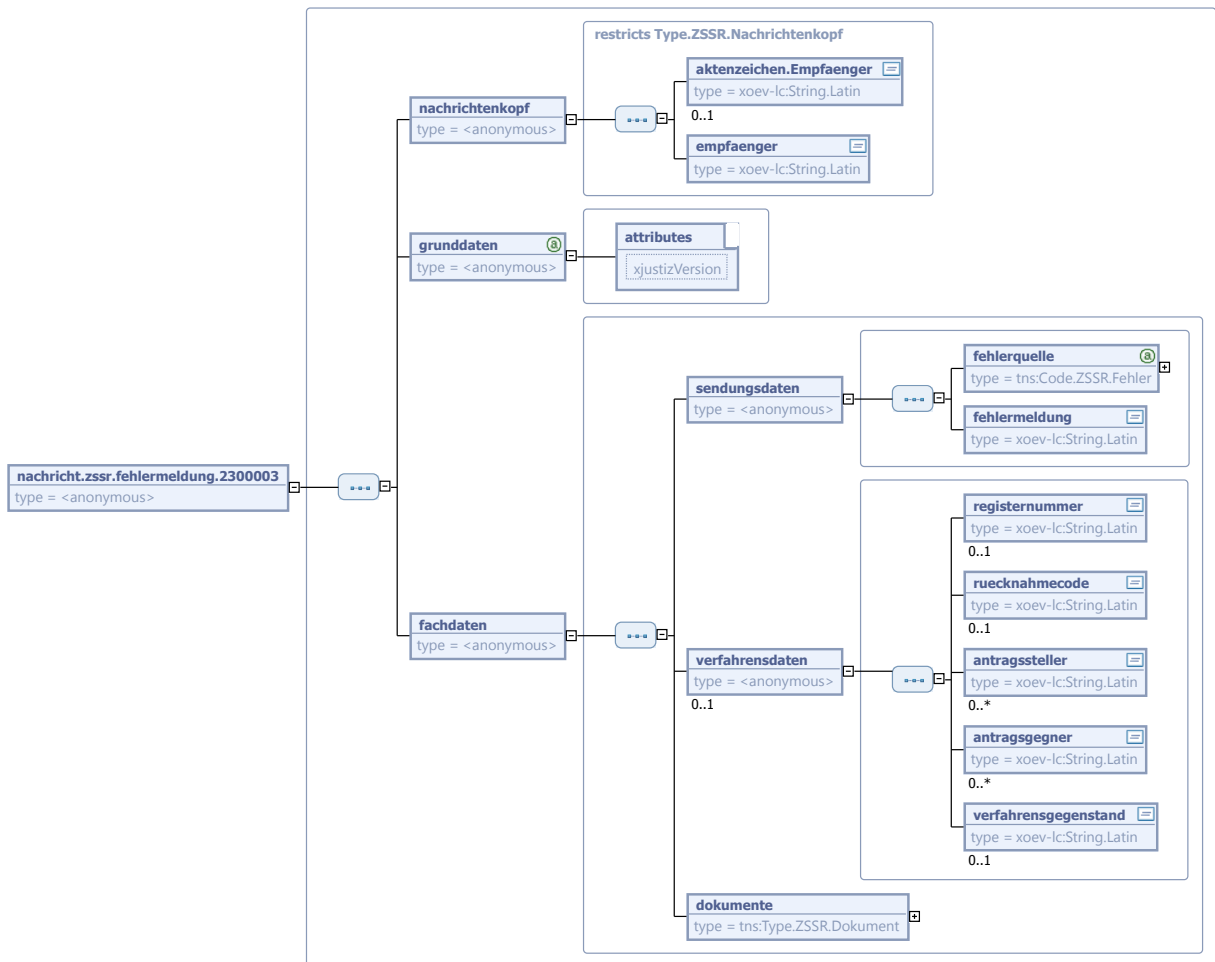 restricts Type.ZSSR.Nachrichtenkopf
aktenzeichen.Empfaenger
type = xoev-lc:String.Latin
0..1
nachrichtenkopf
type = <anonymous>
empfaenger
type = xoev-lc:String.Latin
grunddaten
type = <anonymous>
attributes
xjustizVersion
fehlerquelle
type = tns:Code.ZSSR.Fehler
sendungsdaten
type = <anonymous>
fehlermeldung
type = xoev-lc:String.Latin
nachricht.zssr.fehlermeldung.2300003
type = <anonymous>
registernummer
type = xoev-lc:String.Latin
0..1
ruecknahmecode
type = xoev-lc:String.Latin
0..1
fachdaten
type = <anonymous>
verfahrensdaten
type = <anonymous>
0..1
antragssteller
type = xoev-lc:String.Latin
0..*
antragsgegner
type = xoev-lc:String.Latin
0..*
verfahrensgegenstand
type = xoev-lc:String.Latin
0..1
dokumente
type = tns:Type.ZSSR.Dokument